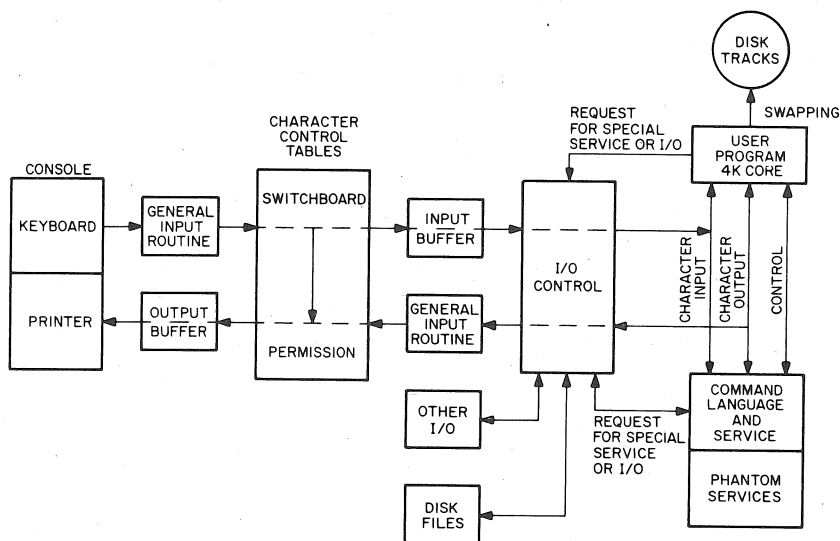 DISK
TRACKS
SWAPPING
REQUEST
FOR SPECIAL
SERVICE OR I/O
USER
PROGRAM
4K CORE
CHARACTER
CONTROL
TABLES
CONSOLE
KEYBOARD
GENERAL
INPUT
ROUTINE
SWITCHBOARD
INPUT
BUFFER
I/O
CONTROL
CHARACTER
INPUT
CHARACTER
OUTPUT
CONTROL
PRINTER
OUTPUT
BUFFER
PERMISSION
GENERAL
INPUT
ROUTINE
OTHER
I/O
REQUEST
FOR SPECIAL
SERVICE
OR I/O
COMMAND
LANGUAGE
AND
SERVICE
PHANTOM
SERVICES
DISK
FILES